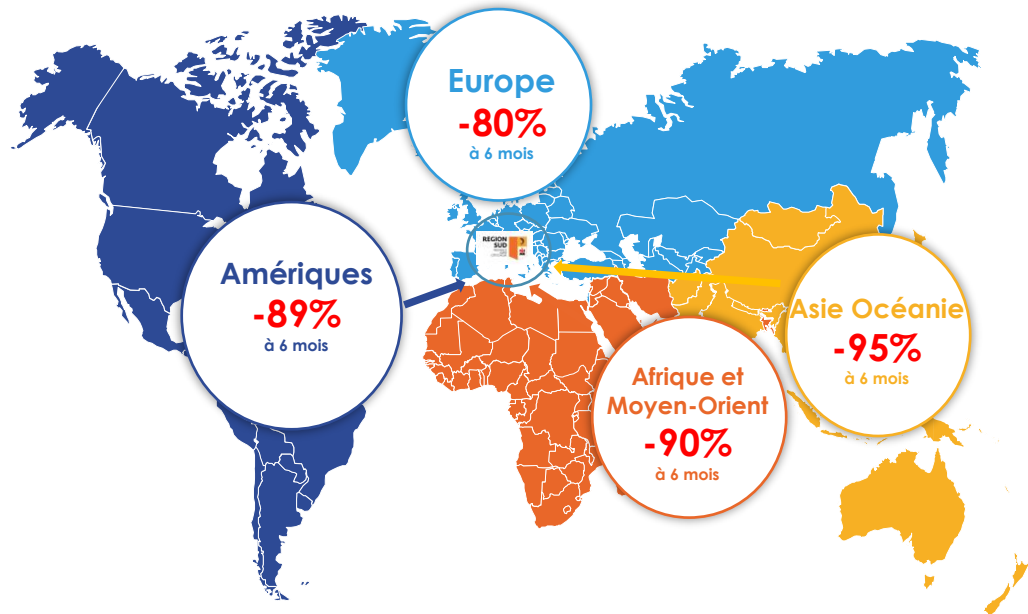 Europe
-80%
à 6 mois
REGION
SUD
Amériques
-89%
à 6 mois
Asie Océanie
-95%
à 6 mois
Afrique et
Moyen-Orient
-90%
à 6 mois